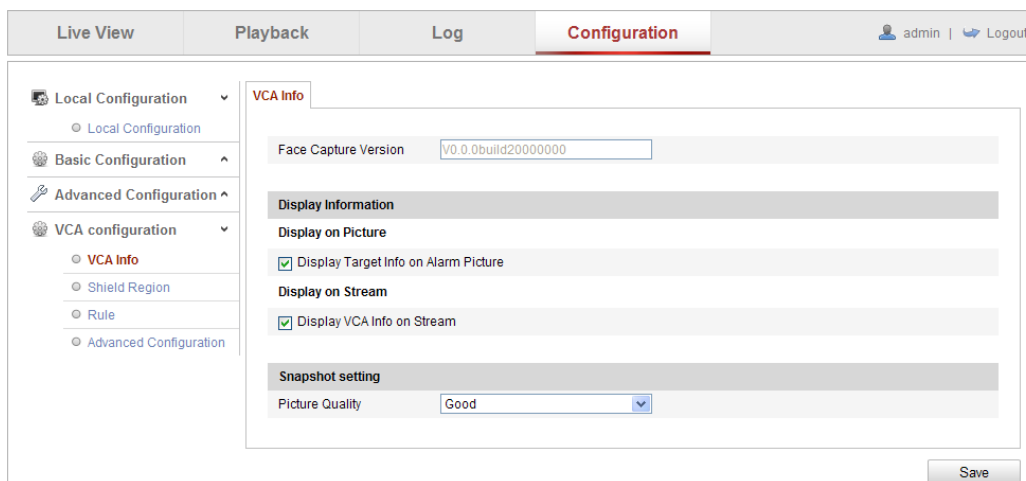 Live View Playback Log Configuration admin | Logout
Local Configuration
Local Configuration
Basic Configuration
Advanced Configuration
VCA configuration
VCA Info
Shield Region
Rule
Advanced Configuration
VCA Info
Face Capture Version V0.0.0build20000000
Display Information
Display on Picture
Display Target Info on Alarm Picture
Display on Stream
Display VCA Info on Stream
Snapshot setting
Picture Quality Good
Save